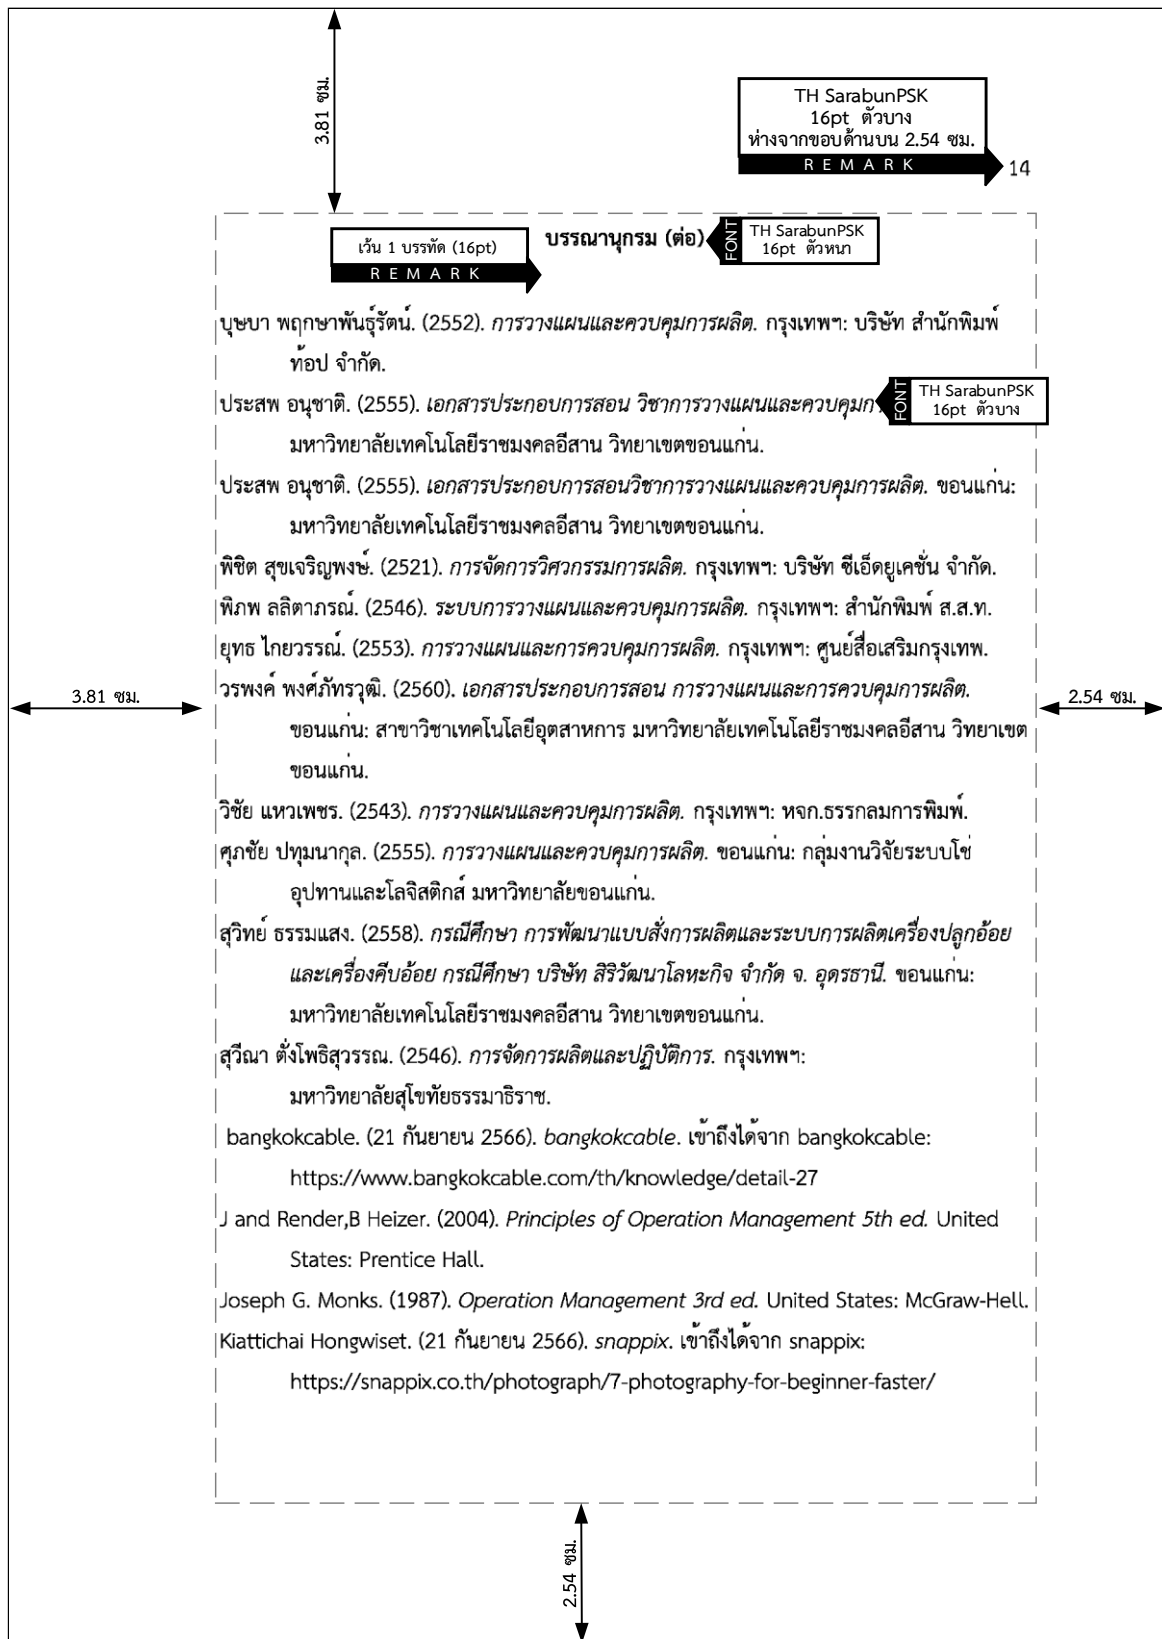 3.81 ซม.
TH SarabunPSK
16pt ตัวบาง
ห่างจากขอบด้านบน 2.54 ซม.
REMARK
14
เว้น 1 บรรทัด (16pt)
REMARK
บรรณานุกรม (ต่อ)
FONT
TH SarabunPSK
16pt ตัวหนา
บุษบา พฤกษาพันธุ์รัตน์. (2552). การวางแผนและควบคุมการผลิต. กรุงเทพฯ: บริษัท สำนักพิมพ์
ท้อป จำกัด.
ประสพ อนุชาติ. (2555). เอกสารประกอบการสอน วิชาการวางแผนและควบคุมกา
FONT
TH SarabunPSK
16pt ตัวบาง
มหาวิทยาลัยเทคโนโลยีราชมงคลอีสาน วิทยาเขตขอนแก่น.
ประสพ อนุชาติ. (2555). เอกสารประกอบการสอนวิชาการวางแผนและควบคุมการผลิต. ขอนแก่น:
มหาวิทยาลัยเทคโนโลยีราชมงคลอีสาน วิทยาเขตขอนแก่น.
พิชิต สุขเจริญพงษ์. (2521). การจัดการวิศวกรรมการผลิต. กรุงเทพฯ: บริษัท ซีเอ็ดยูเคชั่น จำกัด.
พิภพ ลลิตาภรณ์. (2546). ระบบการวางแผนและควบคุมการผลิต. กรุงเทพฯ: สำนักพิมพ์ ส.ส.ท.
ยุทธ ไกยวรรณ์. (2553). การวางแผนและการควบคุมการผลิต. กรุงเทพฯ: ศูนย์สื่อเสริมกรุงเทพ.
วรพงค์ พงศ์ภัทรวุฒิ. (2560). เอกสารประกอบการสอน การวางแผนและการควบคุมการผลิต.
3.81 ซม.
2.54 ซม.
ขอนแก่น: สาขาวิชาเทคโนโลยีอุตสาหการ มหาวิทยาลัยเทคโนโลยีราชมงคลอีสาน วิทยาเขต
ขอนแก่น.
วิชัย แหวเพชร. (2543). การวางแผนและควบคุมการผลิต. กรุงเทพฯ: หจก.ธรรกลมการพิมพ์.
ศุภชัย ปทุมนากุล. (2555). การวางแผนและควบคุมการผลิต. ขอนแก่น: กลุ่มงานวิจัยระบบโซ่
อุปทานและโลจิสติกส์ มหาวิทยาลัยขอนแก่น.
สุวิทย์ ธรรมแสง. (2558). กรณีศึกษา การพัฒนาแบบสั่งการผลิตและระบบการผลิตเครื่องปลูกอ้อย
และเครื่องคีบอ้อย กรณีศึกษา บริษัท สิริวัฒนาโลหะกิจ จำกัด จ. อุดรธานี. ขอนแก่น:
มหาวิทยาลัยเทคโนโลยีราชมงคลอีสาน วิทยาเขตขอนแก่น.
สุวีณา ตั่งโพธิสุวรรณ. (2546). การจัดการผลิตและปฏิบัติการ. กรุงเทพฯ:
มหาวิทยาลัยสุโขทัยธรรมาธิราช.
bangkokcable. (21 กันยายน 2566). bangkokcable. เข้าถึงได้จาก bangkokcable:
https://www.bangkokcable.com/th/knowledge/detail-27
J and Render,B Heizer. (2004). Principles of Operation Management 5th ed. United
States: Prentice Hall.
Joseph G. Monks. (1987). Operation Management 3rd ed. United States: McGraw-Hell.
Kiattichai Hongwiset. (21 กันยายน 2566). snappix. เข้าถึงได้จาก snappix:
https://snappix.co.th/photograph/7-photography-for-beginner-faster/
2.54 ซม.